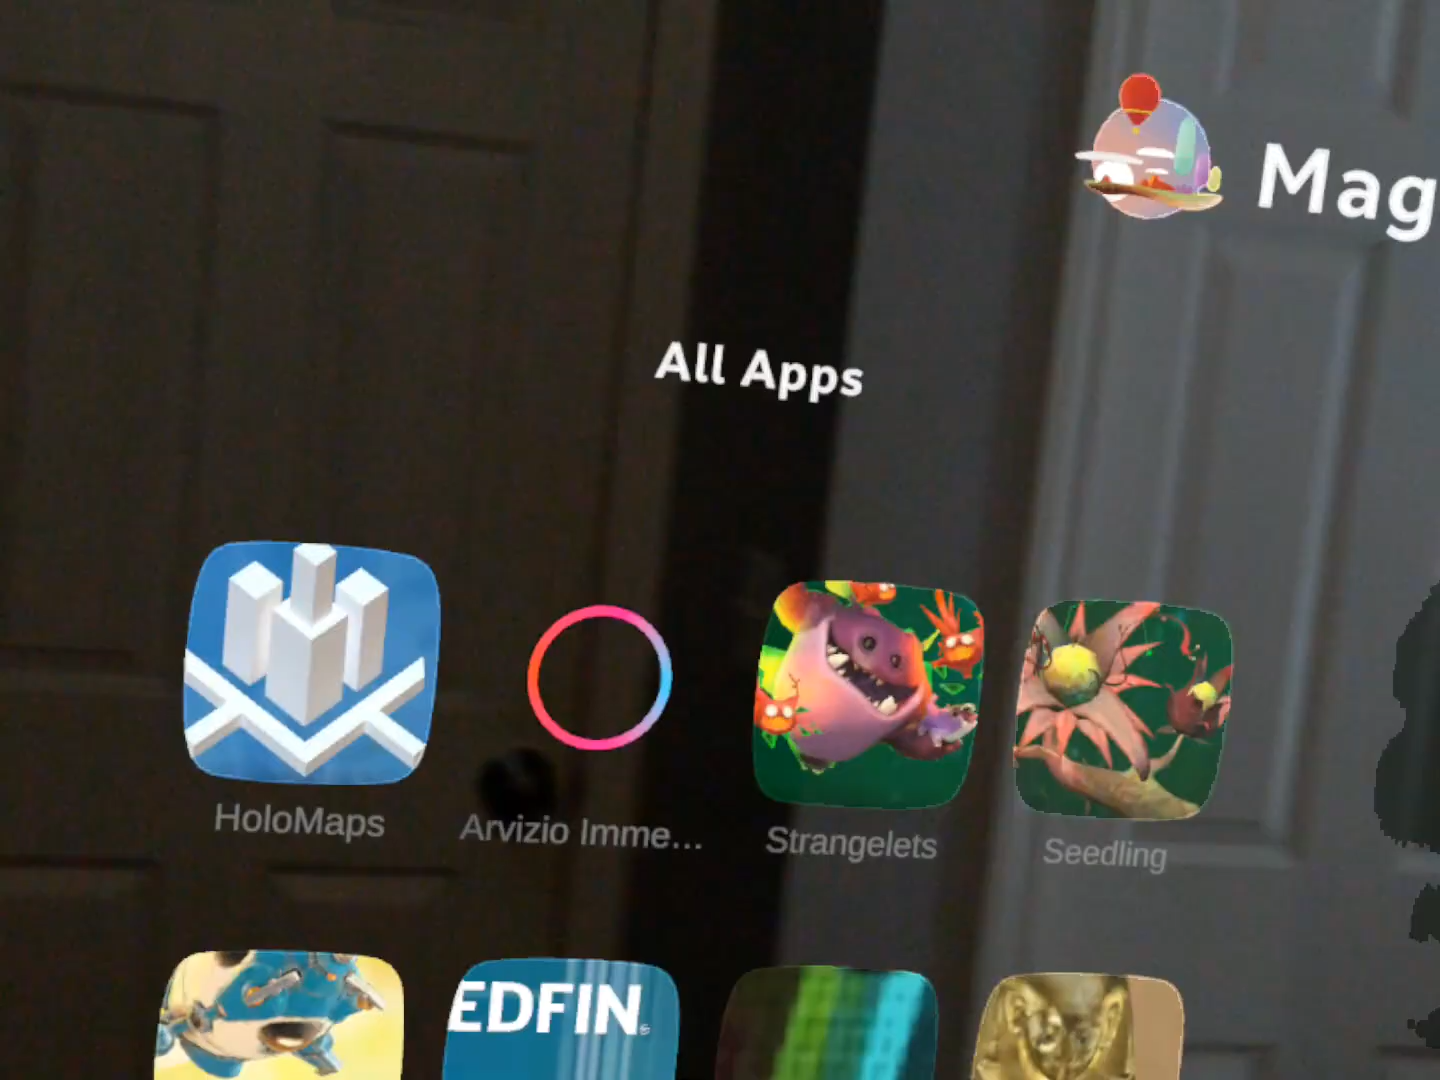 Mag
All Apps
HoloMaps
Arvizio Imme...
Strangelets
Seedling
EDFIN